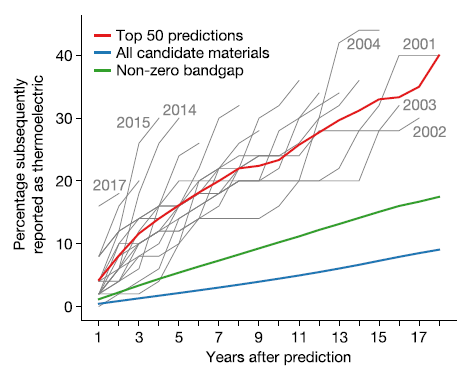 Top 50 predictions
All candidate materials
Non-zero bandgap
2004
2001
2015
2014
2003
2002
2017
Percentage subsequently
reported as thermoelectric
40
30
20
10
0
1 3 5 7 9 11 13 15 17
Years after prediction